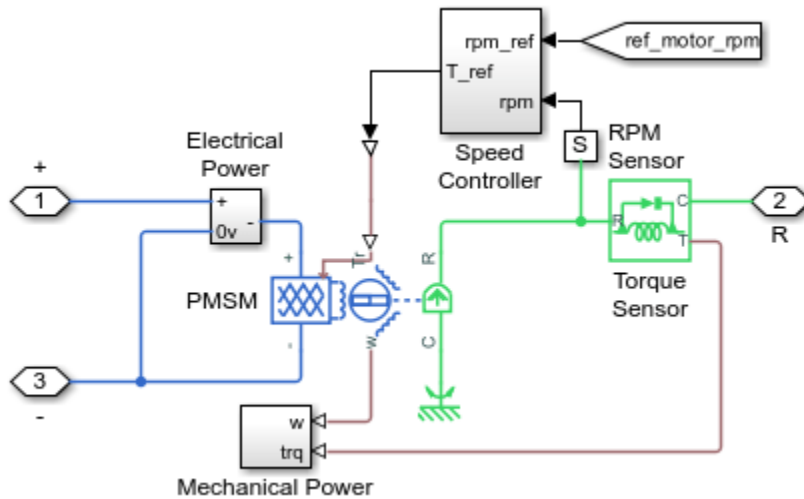 rpm_ref
ref_motor_rpm
T_ref
rpm
Electrical
Power
Speed
Controller
S
RPM
Sensor
+
1
+
-
0v
R
C
T
2
R
Tr
+
R
PMSM
Torque
Sensor
-
w
C
3
-
w
trq
Mechanical Power